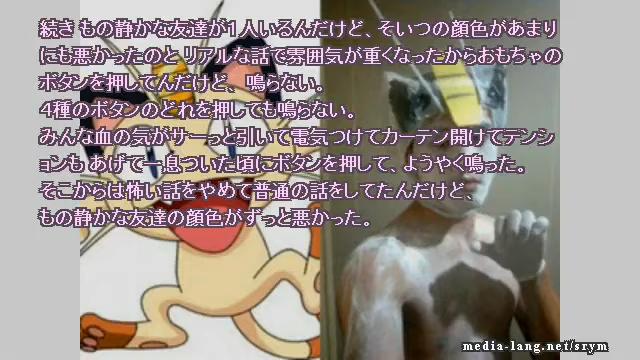 続き もの静かな友達が１人いるんだけど、そいつの顔色があまり
にも悪かったのと リアルな話で雰囲気が重くなったからおもちゃの
ボタンを押してんだけど、鳴らない。
４種のボタンのどれを押しても鳴らない。
みんな血の気がサーっと引いて電気つけてカーテン開けてテンシ
ョンも あげて一息ついた頃にボタンを押して、ようやく鳴った。
そこからは怖い話をやめて普通の話をしてたんだけど、
もの静かな友達の顔色がずっと悪かった。
media-lang.net/srym